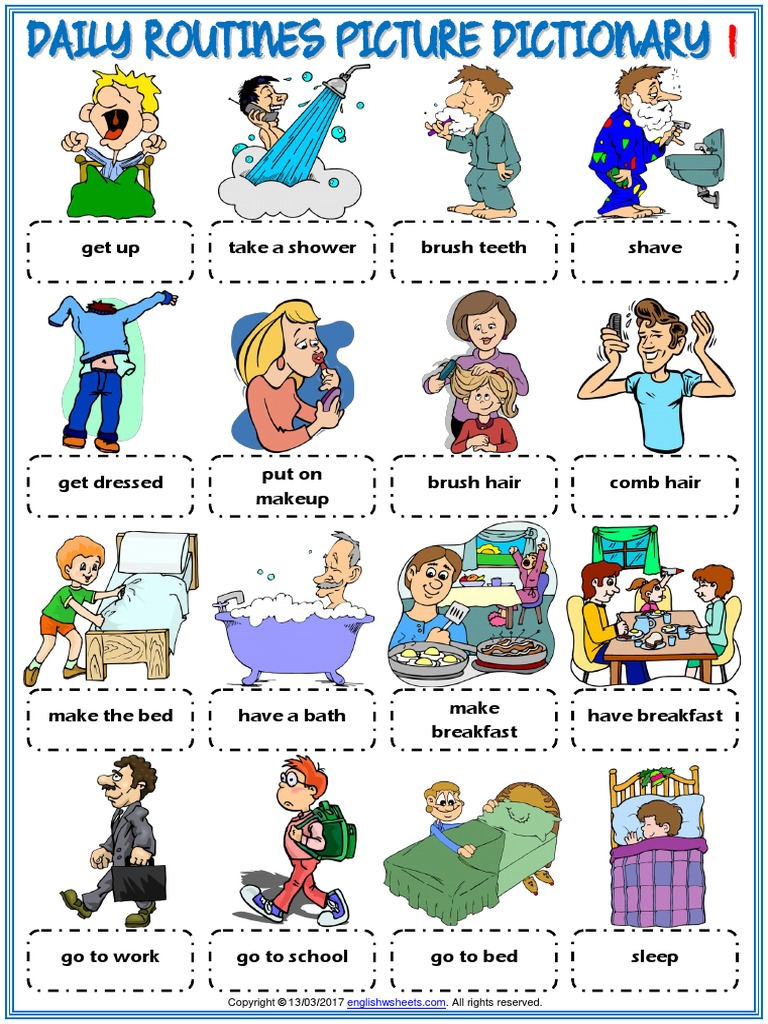 DAILY ROUTINES PICTURE DICTIONARY 1
get up
take a shower
brush teeth
shave
get dressed
put on
makeup
brush hair
comb hair
make the bed
have a bath
make
breakfast
have breakfast
go to work
go to school
go to bed
sleep
Copyright © 13/03/2017 englishwsheets.com. All rights reserved.